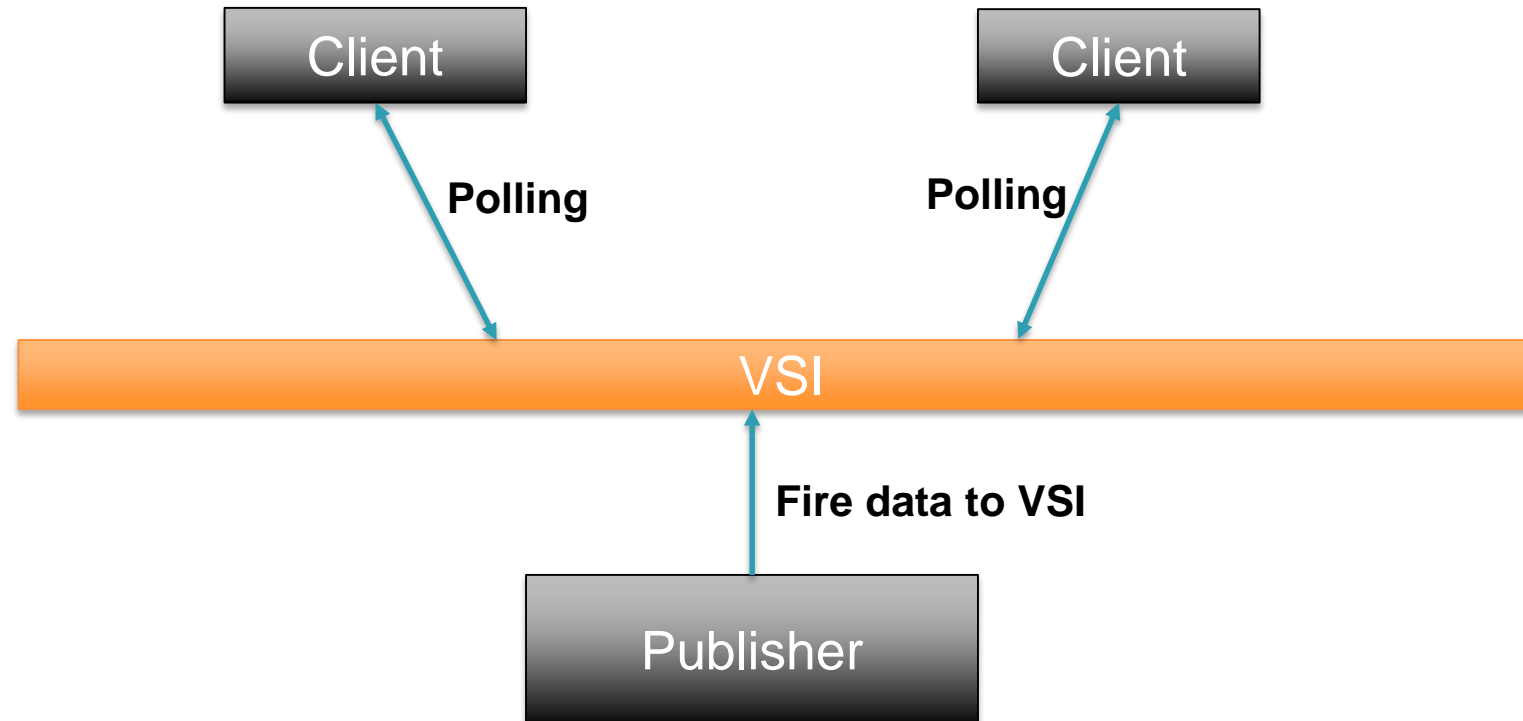 Client
Client
Polling
Polling
VSI
Fire data to VSI
Publisher